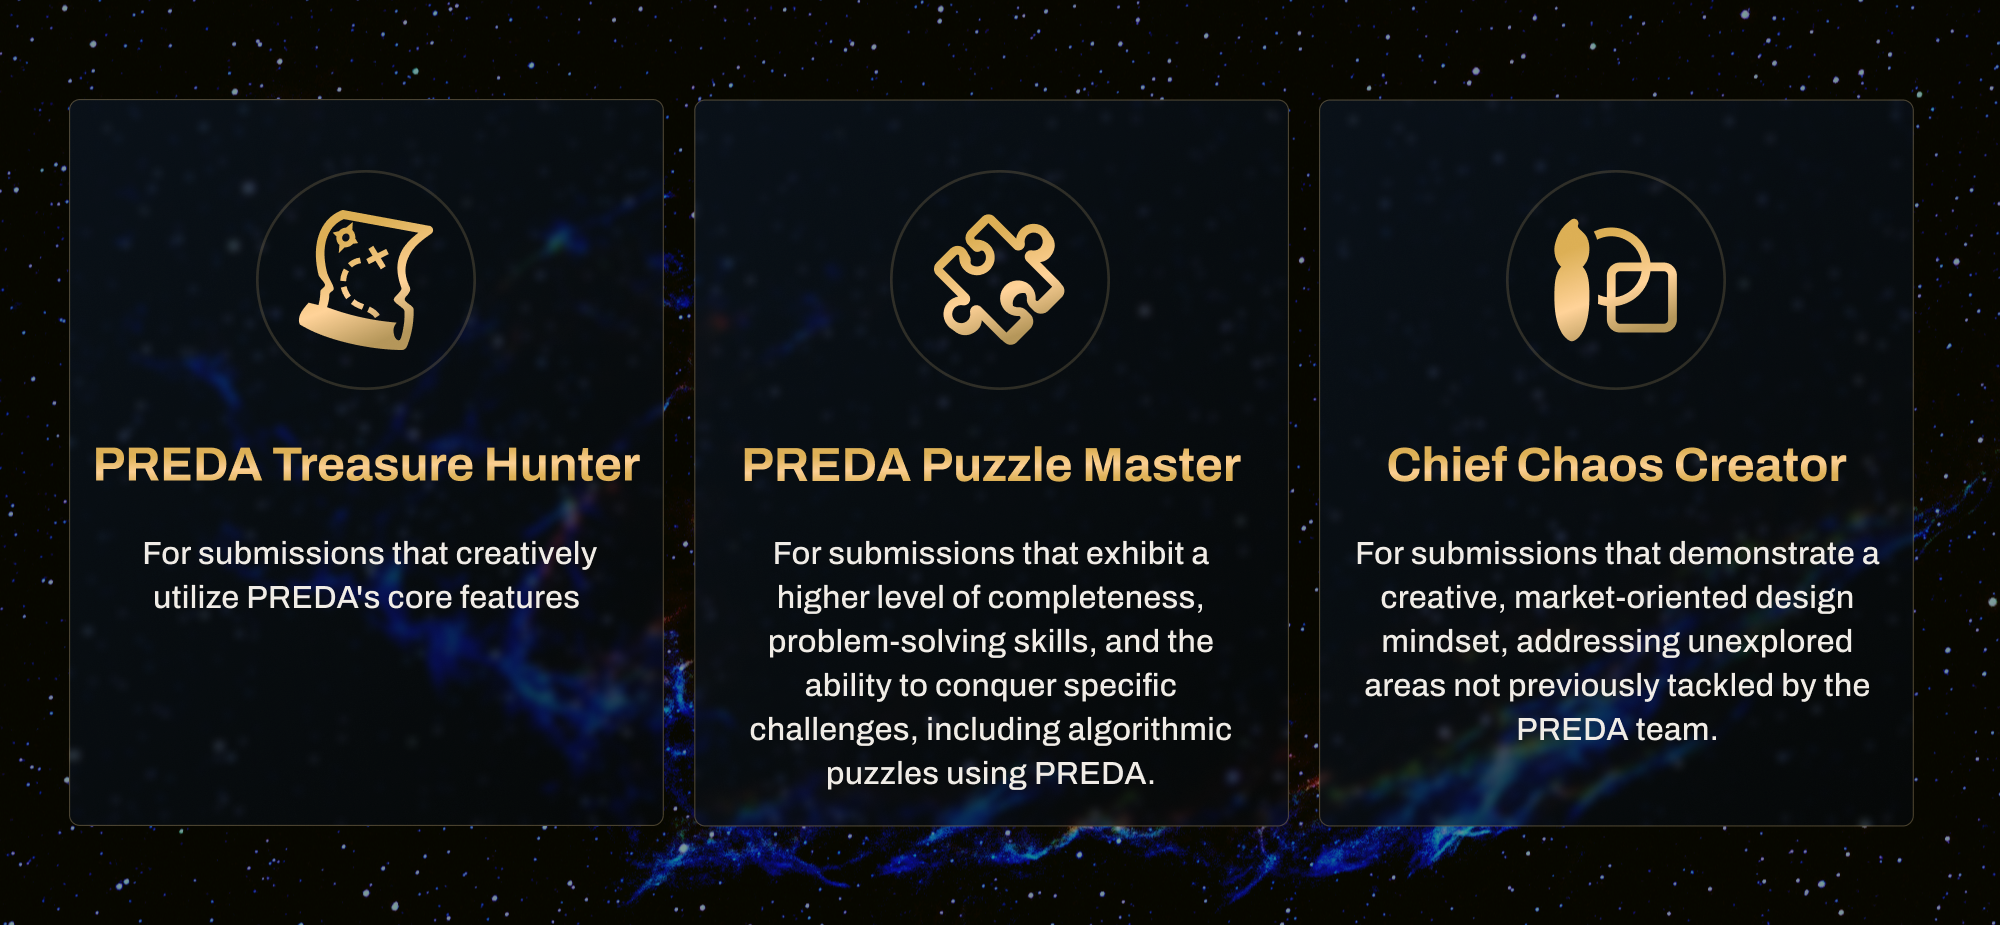 PREDA Treasure Hunter
For submissions that creatively
utilize PREDA's core features
PREDA Puzzle Master
For submissions that exhibit a
higher level of completeness,
problem-solving skills, and the
ability to conquer specific
challenges, including algorithmic
puzzles using PREDA.
Chief Chaos Creator
For submissions that demonstrate a
creative, market-oriented design
mindset, addressing unexplored
areas not previously tackled by the
PREDA team.